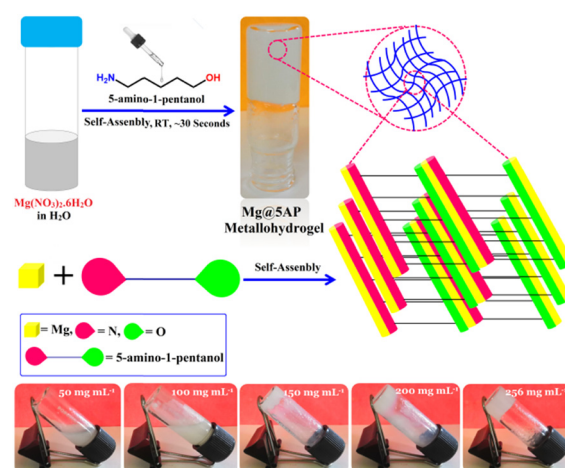 H₂N
OH
5-amino-1-pentanol
Self-Assenbly, RT, ~30 Seconds
Mg(NO₃)₂.6H₂O
in H₂O
Mg@5AP
Metallohydrogel
+
Self-Assenbly
= Mg, = N, = O
= 5-amino-1-pentanol
50 mg mL⁻¹
100 mg mL⁻¹
150 mg mL⁻¹
200 mg mL⁻¹
256 mg mL⁻¹